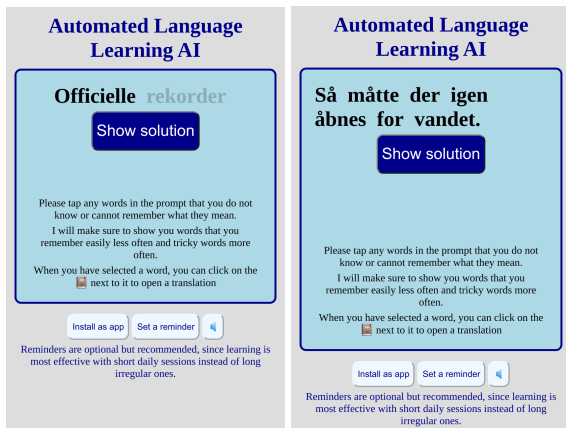 Automated Language
Learning AI
Officielle rekorder
Show solution
Please tap any words in the prompt that you do not
know or cannot remember what they mean.
I will make sure to show you words that you
remember easily less often and tricky words more
often.
When you have selected a word, you can click on the
next to it to open a translation
Install as app Set a reminder
Reminders are optional but recommended, since learning is
most effective with short daily sessions instead of long
irregular ones.
Automated Language
Learning AI
Så måtte der igen
åbnes for vandet.
Show solution
Please tap any words in the prompt that you do not
know or cannot remember what they mean.
I will make sure to show you words that you
remember easily less often and tricky words more
often.
When you have selected a word, you can click on the
next to it to open a translation
Install as app Set a reminder
Reminders are optional but recommended, since learning is
most effective with short daily sessions instead of long
irregular ones.